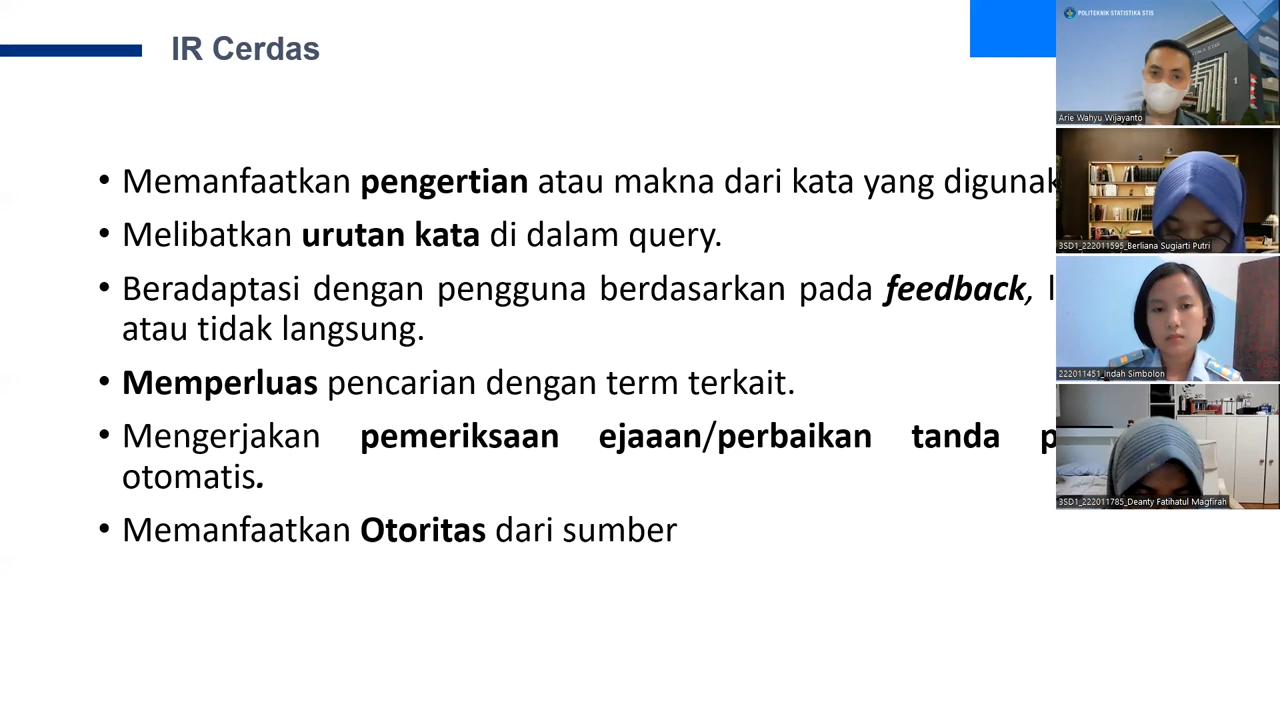 IR Cerdas
• Memanfaatkan pengertian atau makna dari kata yang
• Melibatkan urutan kata di dalam query.
• Beradaptasi dengan pengguna berdasarkan pada feedback,
atau tidak langsung.
• Memperluas pencarian dengan term terkait.
• Mengerjakan pemeriksaan ejaaan/perbaikan tanda
otomatis.
• Memanfaatkan Otoritas dari sumber
POLITEKNIK STATISTIKA STIS
Arie Wahyu Wijayanto
3SD1_222011595_Berliana Sugiarti Putri
222011451_Indah Simbolon
3SD1_222011785_Deanty Fatihatul Magfirah